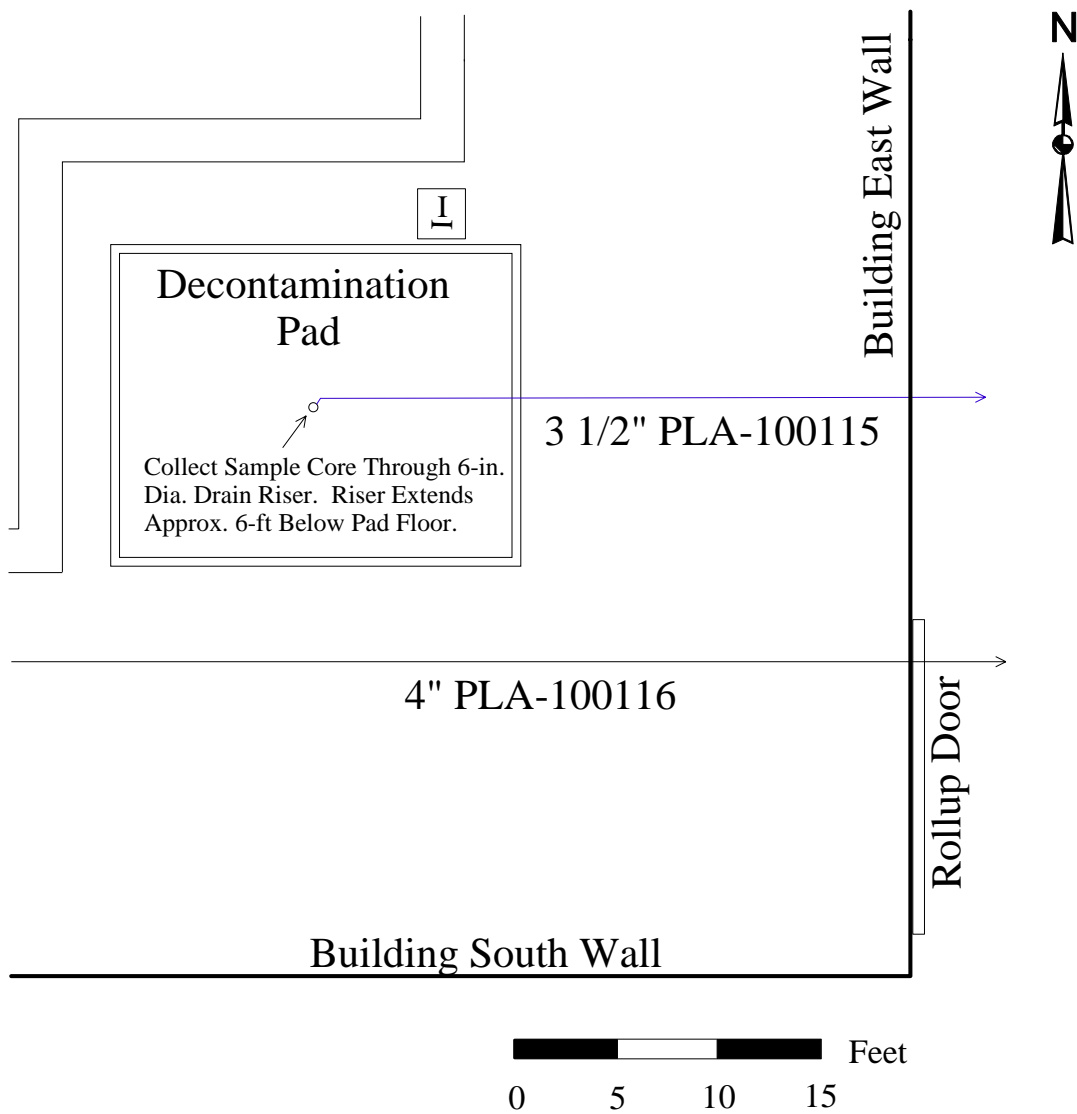 N
Building East Wall
I
Decontamination
Pad
3 1/2" PLA-100115
Collect Sample Core Through 6-in.
Dia. Drain Riser. Riser Extends
Approx. 6-ft Below Pad Floor.
4" PLA-100116
Rollup Door
Building South Wall
Feet
0 5 10 15